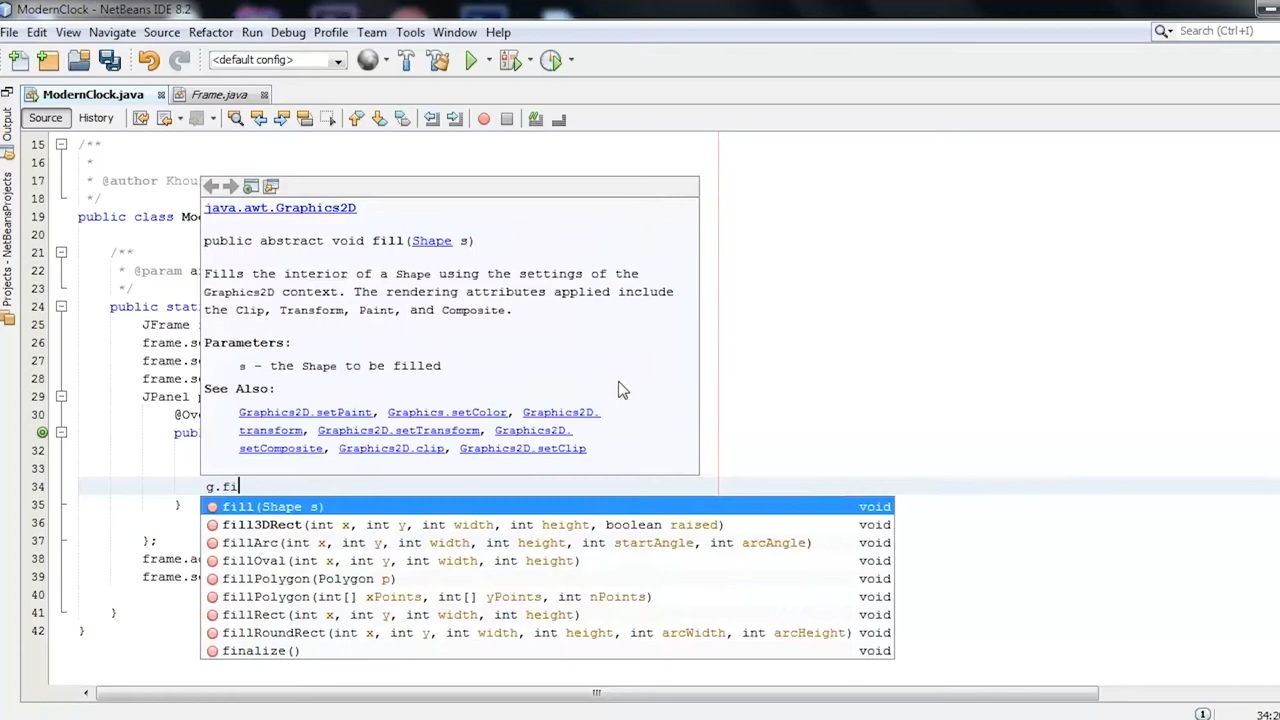 ModernClock - NetBeans IDE 8.2
File Edit View Navigate Source Refactor Run Debug Profile Team Tools Window Help
Search (Ctrl+I)
<default config>
ModernClock.java
Frame.java
Output
Projects - NetBeansProjects
Source History
15 /**
16 *
17 * @author Khou
18 */
19 public class Mo
20
21 /**
22 * @param a
23 */
24 public stat
25 JFrame
26 frame.s
27 frame.s
28 frame.s
29 JPanel
30 @Ov
pub
32
33
34 g.fi
35 }
36
37 };
38 frame.a
39 frame.s
40
41 }
42 }
java.awt.Graphics2D
public abstract void fill(Shape s)
Fills the interior of a Shape using the settings of the
Graphics2D context. The rendering attributes applied include
the Clip, Transform, Paint, and Composite.
Parameters:
s - the Shape to be filled
See Also:
Graphics2D.setPaint, Graphics.setColor, Graphics2D.
transform, Graphics2D.setTransform, Graphics2D.
setComposite, Graphics2D.clip, Graphics2D.setClip
fill(Shape s) void
fill3DRect(int x, int y, int width, int height, boolean raised) void
fillArc(int x, int y, int width, int height, int startAngle, int arcAngle) void
fillOval(int x, int y, int width, int height) void
fillPolygon(Polygon p) void
fillPolygon(int[] xPoints, int[] yPoints, int nPoints) void
fillRect(int x, int y, int width, int height) void
fillRoundRect(int x, int y, int width, int height, int arcWidth, int arcHeight) void
finalize() void
1